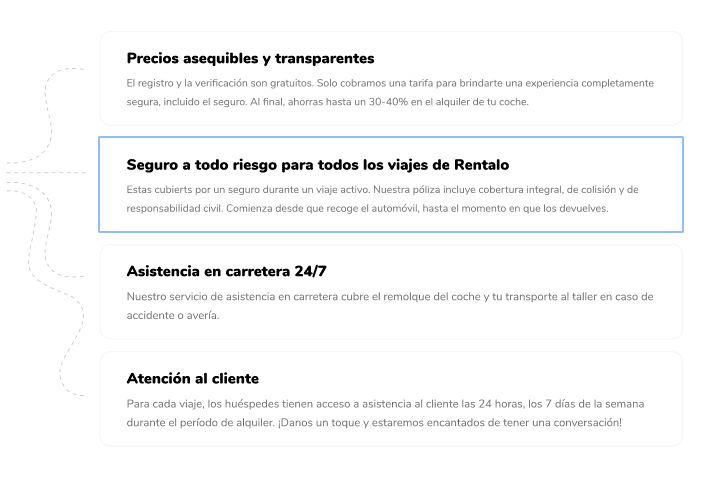 Precios asequibles y transparentes
El registro y la verificación son gratuitos. Solo cobramos una tarifa para brindarte una experiencia completamente
segura, incluido el seguro. Al final, ahorras hasta un 30-40% en el alquiler de tu coche.
Seguro a todo riesgo para todos los viajes de Rentalo
Estas cubierts por un seguro durante un viaje activo. Nuestra póliza incluye cobertura integral, de colisión y de
responsabilidad civil. Comienza desde que recoge el automóvil, hasta el momento en que los devuelves.
Asistencia en carretera 24/7
Nuestro servicio de asistencia en carretera cubre el remolque del coche y tu transporte al taller en caso de
accidente o avería.
Atención al cliente
Para cada viaje, los huéspedes tienen acceso a asistencia al cliente las 24 horas, los 7 días de la semana
durante el período de alquiler. ¡Danos un toque y estaremos encantados de tener una conversación!